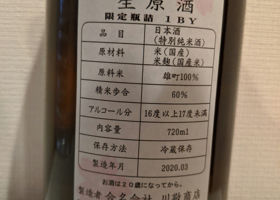 生原酒
限定瓶詰 1BY
品目 日本酒
(特別純米酒)
原材料 米(国産)
米麹(国産米)
原料米 雄町100%
精米歩合 60%
アルコール分 16度以上17度未満
内容量 720ml
保存方法 冷蔵保存
製造年月 2020.03
お酒は20歳になってから。
製造者 合名会社 川敬商店